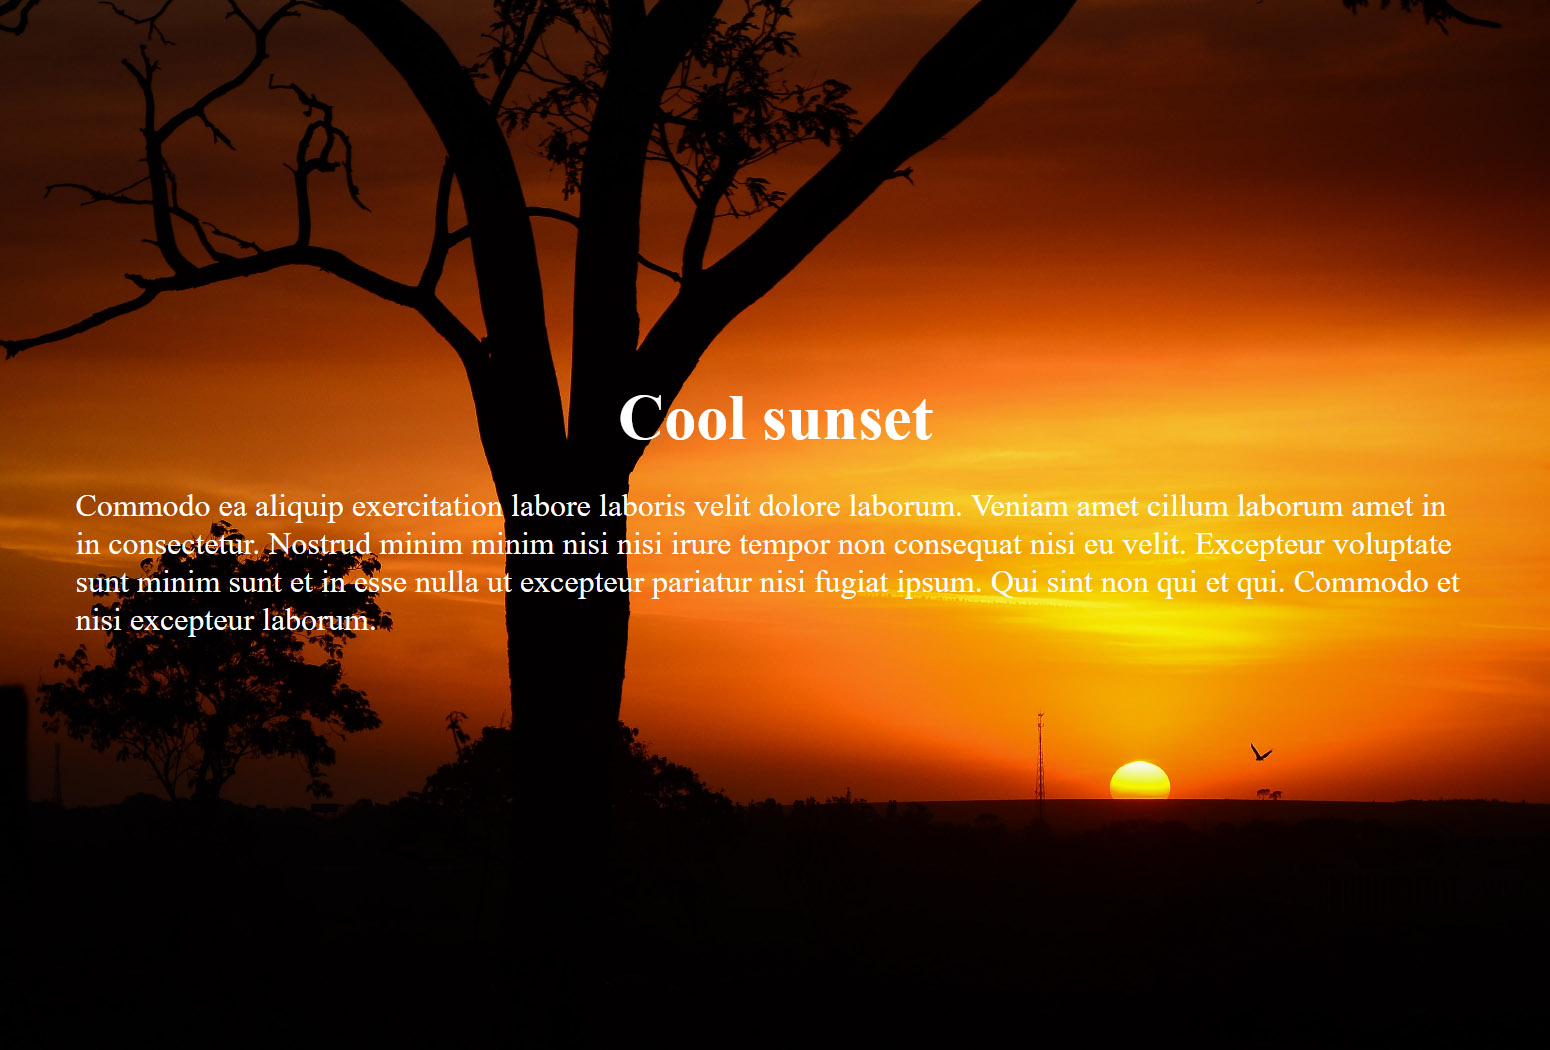 Cool sunset
Commodo ea aliquip exercitation labore laboris velit dolore laborum. Veniam amet cillum laborum amet in
in consectetur. Nostrud minim minim nisi nisi irure tempor non consequat nisi eu velit. Excepteur voluptate
sunt minim sunt et in esse nulla ut excepteur pariatur nisi fugiat ipsum. Qui sint non qui et qui. Commodo et
nisi excepteur laborum.